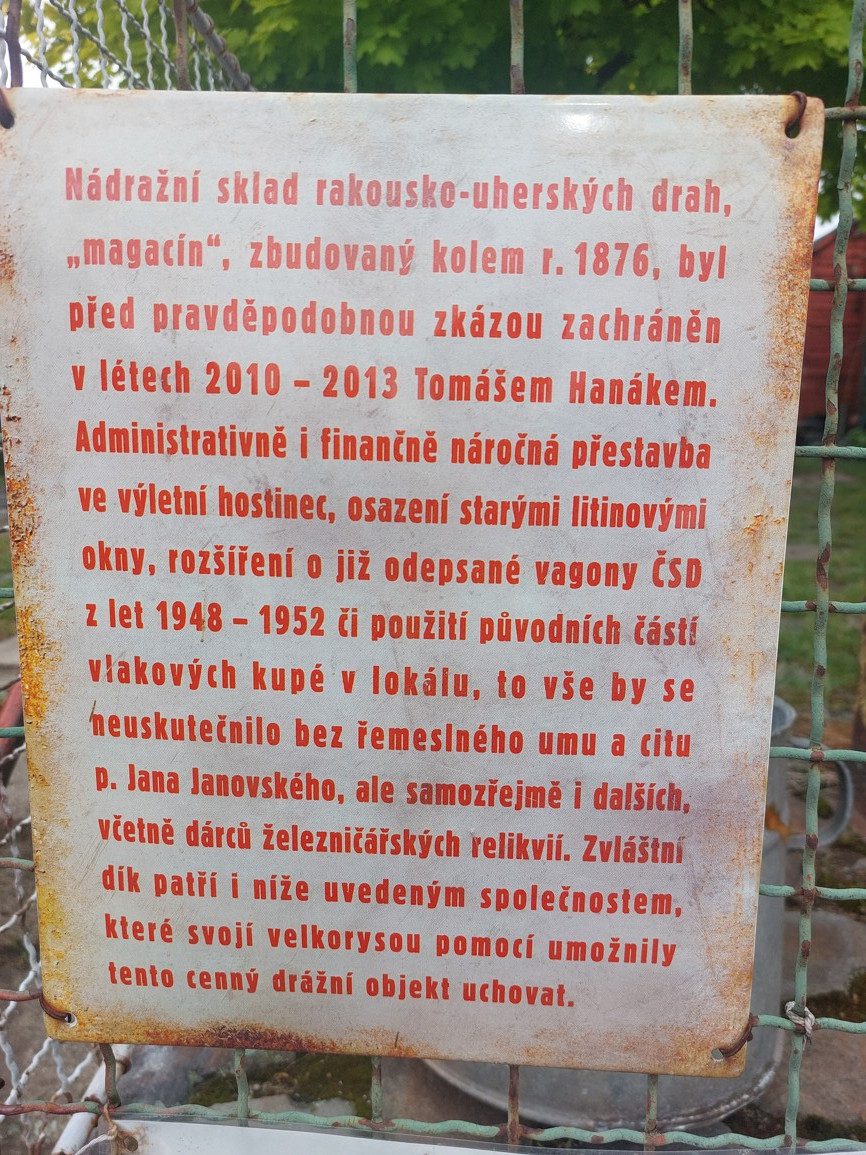 Nádražní sklad rakousko-uherských drah,
„magacín“, zbudovaný kolem r. 1876, byl
před pravděpodobnou zkázou zachráněn
v létech 2010 – 2013 Tomášem Hanákem.
Administrativně i finančně náročná přestavba
ve výletní hostinec, osazení starými litinovými
okny, rozšíření o již odepsané vagony ČSD
z let 1948 – 1952 či použití původních částí
vlakových kupé v lokálu, to vše by se
neuskutečnilo bez řemeslného umu a citu
p. Jana Janovského, ale samozřejmě i dalších,
včetně dárců železničářských relikvií. Zvláštní
dík patří i níže uvedeným společnostem,
které svojí velkorysou pomocí umožnily
tento cenný drážní objekt uchovat.